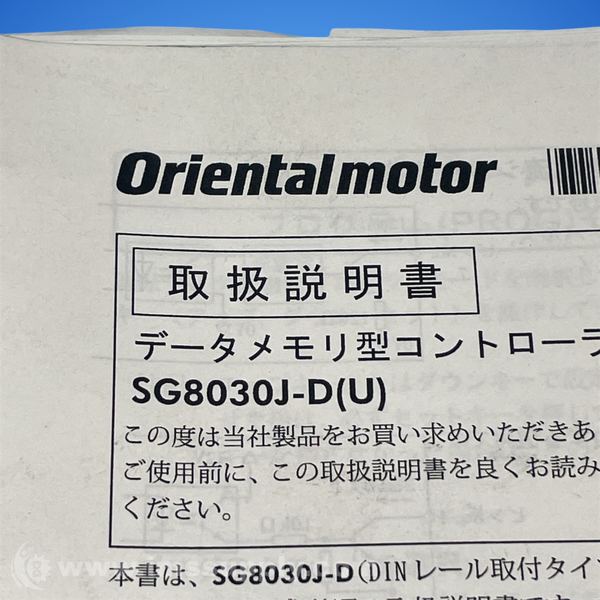 Orientalmotor
取扱説明書
データメモリ型コントローラ
SG8030J-D(U)
この度は当社製品をお買い求めいただきあ
ご使用前に、この取扱説明書を良くお読み
ください。
本書は、SG8030J-D(DINレール取付タイ